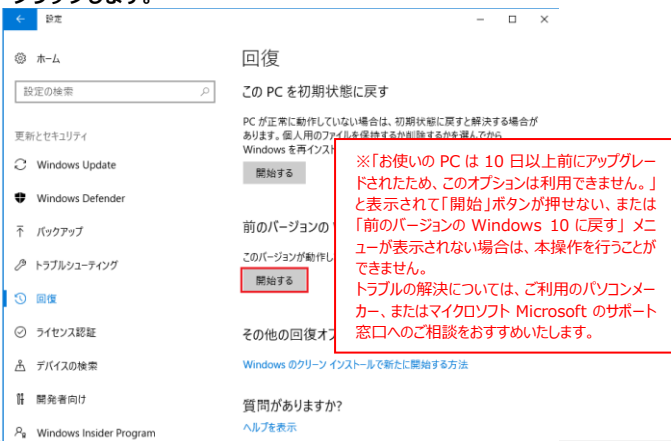 クリックします。
設定
ホーム
設定の検索
更新とセキュリティ
Windows Update
Windows Defender
バックアップ
トラブルシューティング
回復
ライセンス認証
デバイスの検索
開発者向け
Windows Insider Program
回復
この PC を初期状態に戻す
PC が正常に動作していない場合は、初期状態に戻すと解決する場合が
あります。個人用のファイルを保持するか削除するかを選んでから
Windows を再インスト
開始する
前のバージョンの
このバージョンが動作し
開始する
その他の回復オプ
Windows のクリーン インストールで新たに開始する方法
質問がありますか?
ヘルプを表示
※「お使いの PC は 10 日以上前にアップグレー
ドされたため、このオプションは利用できません。」
と表示されて「開始」ボタンが押せない、または
「前のバージョンの Windows 10 に戻す」メニ
ューが表示されない場合は、本操作を行うことが
できません。
トラブルの解決については、ご利用のパソコンメー
カー、またはマイクロソフト Microsoft のサポート
窓口へのご相談をおすすめいたします。